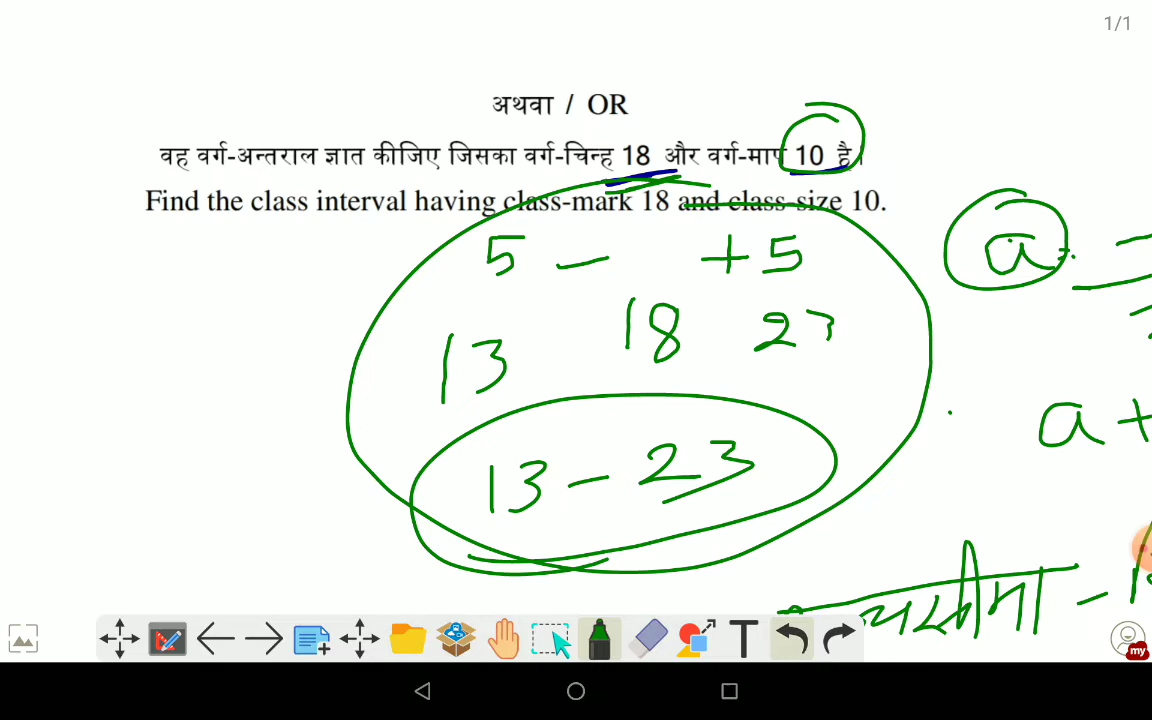 1/1
अथवा / OR
वह वर्ग-अन्तराल ज्ञात कीजिए जिसका वर्ग-चिन्ह 18 और वर्ग-माप 10 है।
Find the class interval having class-mark 18 and class-size 10.
5 - + 5
a =
13 18 23
a +
13 - 23
T
my